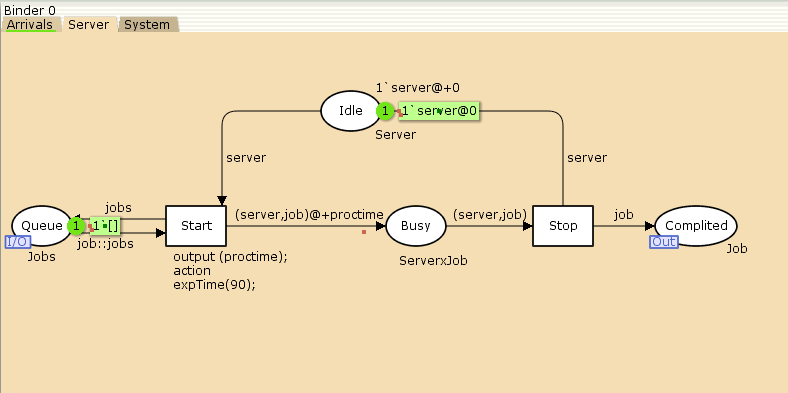 Binder 0
Arrivals Server System
1`server@+0
Idle
1
1`server@0
Server
server
server
jobs
(server,job)@+proctime
(server,job)
job
Queue
1
1`[]
Start
Busy
Stop
Complited
I/O
Out
job::jobs
Jobs
Job
output (proctime);
action
expTime(90);
ServerxJob